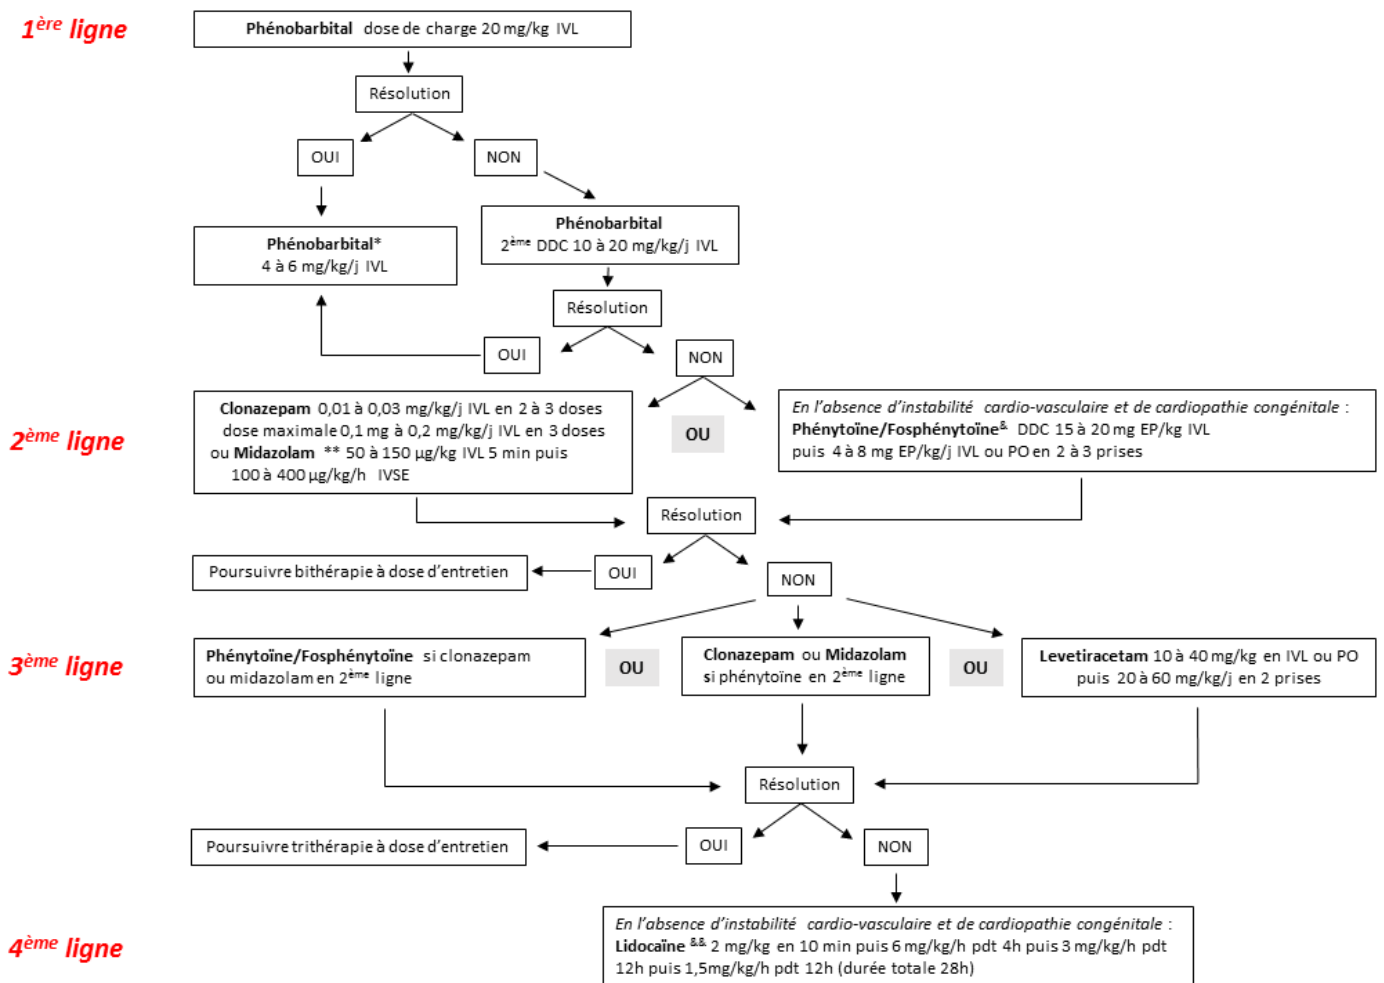 1ère ligne
Phénobarbital dose de charge 20 mg/kg IVL
Résolution
OUI
NON
Phénobarbital*
4 à 6 mg/kg/j IVL
Phénobarbital
2ème DDC 10 à 20 mg/kg/j IVL
Résolution
OUI
NON
2ème ligne
Clonazepam 0,01 à 0,03 mg/kg/j IVL en 2 à 3 doses
dose maximale 0,1 mg à 0,2 mg/kg/j IVL en 3 doses
ou Midazolam ** 50 à 150 µg/kg IVL 5 min puis
100 à 400 µg/kg/h IVSE
OU
En l'absence d'instabilité cardio-vasculaire et de cardiopathie congénitale :
Phénytoïne/Fosphénytoïne& DDC 15 à 20 mg EP/kg IVL
puis 4 à 8 mg EP/kg/j IVL ou PO en 2 à 3 prises
Résolution
Poursuivre bithérapie à dose d'entretien
OUI
NON
3ème ligne
Phénytoïne/Fosphénytoïne si clonazepam
ou midazolam en 2ème ligne
OU
Clonazepam ou Midazolam
si phénytoïne en 2ème ligne
OU
Levetiracetam 10 à 40 mg/kg en IVL ou PO
puis 20 à 60 mg/kg/j en 2 prises
Résolution
Poursuivre trithérapie à dose d'entretien
OUI
NON
4ème ligne
En l'absence d'instabilité cardio-vasculaire et de cardiopathie congénitale :
Lidocaïne && 2 mg/kg en 10 min puis 6 mg/kg/h pdt 4h puis 3 mg/kg/h pdt
12h puis 1,5mg/kg/h pdt 12h (durée totale 28h)